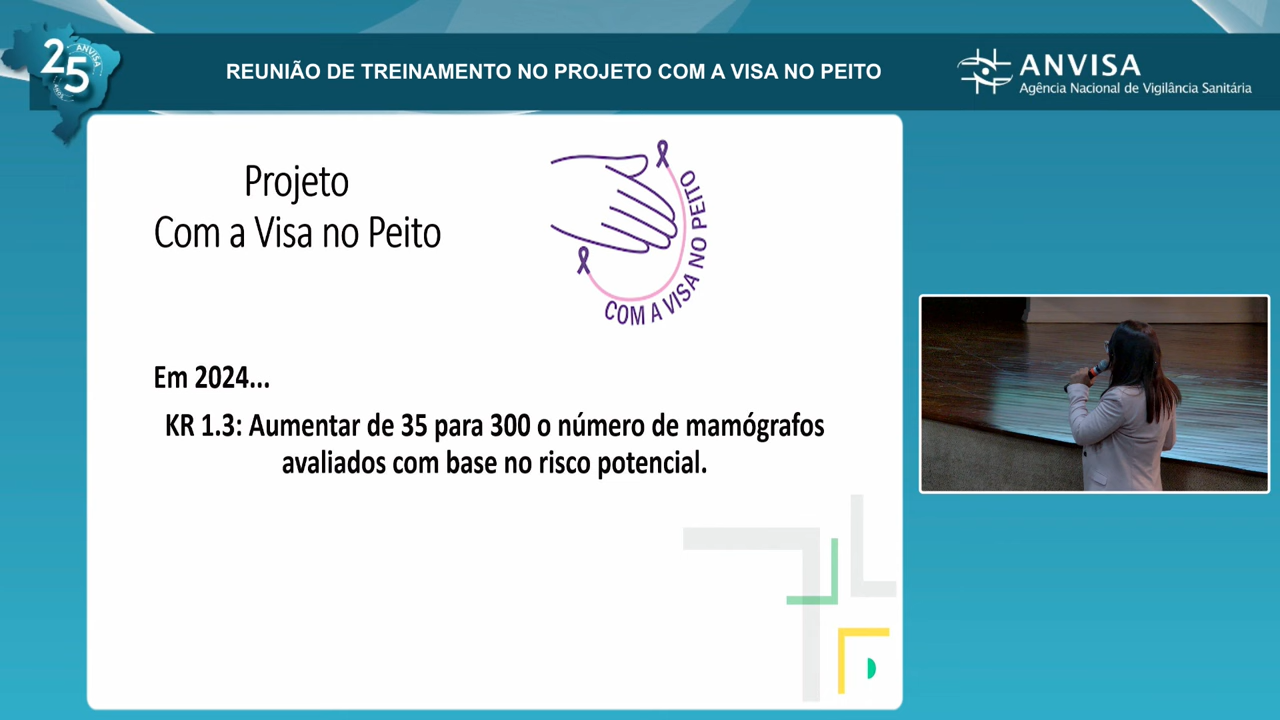 25
ANVISA
REUNIÃO DE TREINAMENTO NO PROJETO COM A VISA NO PEITO
ANVISA
Agência Nacional de Vigilância Sanitária
Projeto
Com a Visa no Peito
COM A VISA NO PEITO
Em 2024...
KR 1.3: Aumentar de 35 para 300 o número de mamógrafos
avaliados com base no risco potencial.